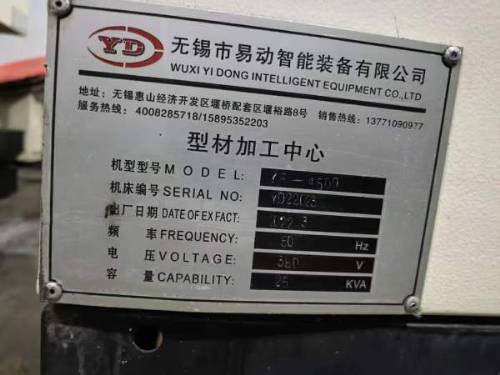 YD
无锡市易动智能装备有限公司
WUXI YI DONG INTELLIGENT EQUIPMENT CO.,LTD
地址: 无锡惠山经济开发区堰桥配套区堰裕路8号 销售热线: 13771090977
服务热线: 4008285718/15895352203
型材加工中心
机型型号 MODEL:
机床编号 SERIAL NO:
出厂日期 DATE OF EX FACT:
频 率 FREQUENCY: 50 Hz
电 压 VOLTAGE: 380 V
容 量 CAPABILITY: 25 KVA